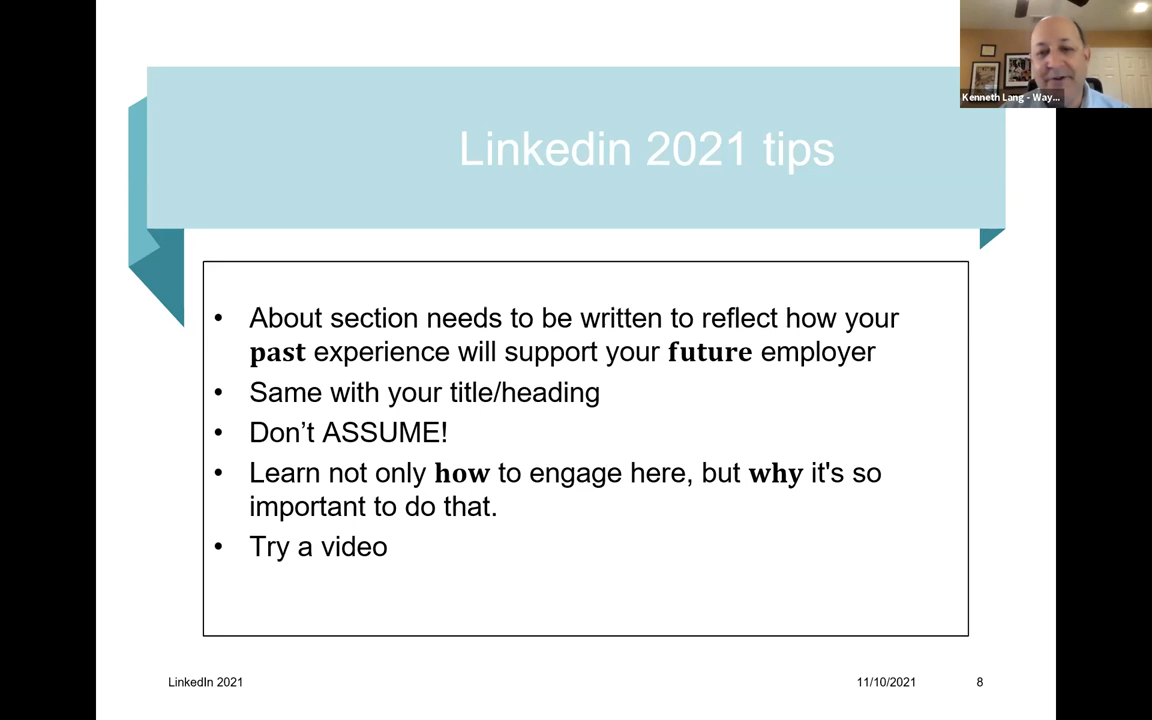 Kenneth Lang - Way...
Linkedin 2021 tips
• About section needs to be written to reflect how your
past experience will support your future employer
• Same with your title/heading
• Don’t ASSUME!
• Learn not only how to engage here, but why it's so
important to do that.
• Try a video
LinkedIn 2021 11/10/2021 8